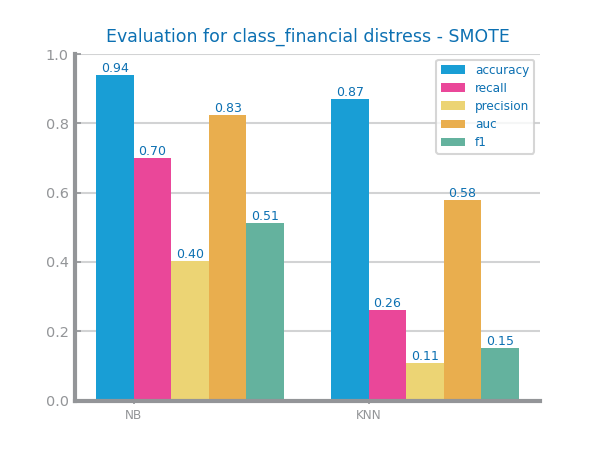 Evaluation for class_financial distress - SMOTE
1.0
0.8
0.6
0.4
0.2
0.0
0.94
0.70
0.40
0.83
0.51
0.87
0.26
0.11
0.58
0.15
accuracy
recall
precision
auc
f1
NB
KNN